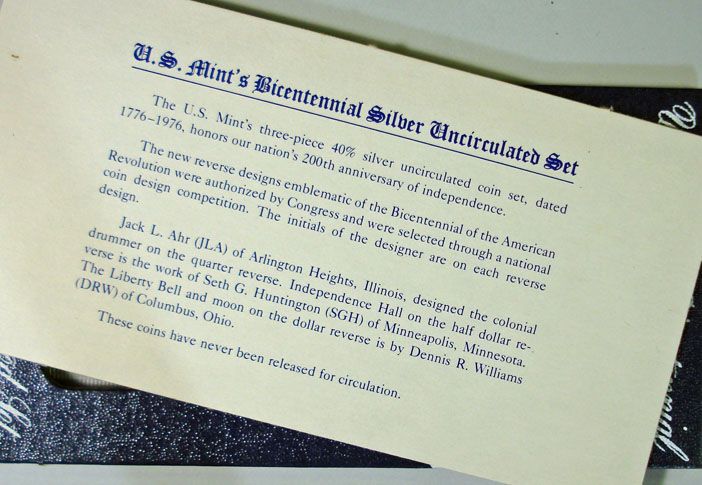 U.S. Mint's Bicentennial Silver Uncirculated Set
The U.S. Mint's three-piece 40% silver uncirculated coin set, dated
1776–1976, honors our nation's 200th anniversary of independence.
The new reverse designs emblematic of the Bicentennial of the American
Revolution were authorized by Congress and were selected through a national
coin design competition. The initials of the designer are on each reverse
design.
Jack L. Ahr (JLA) of Arlington Heights, Illinois, designed the colonial
drummer on the quarter reverse. Independence Hall on the half dollar re-
verse is the work of Seth G. Huntington (SGH) of Minneapolis, Minnesota.
The Liberty Bell and moon on the dollar reverse is by Dennis R. Williams
(DRW) of Columbus, Ohio.
These coins have never been released for circulation.